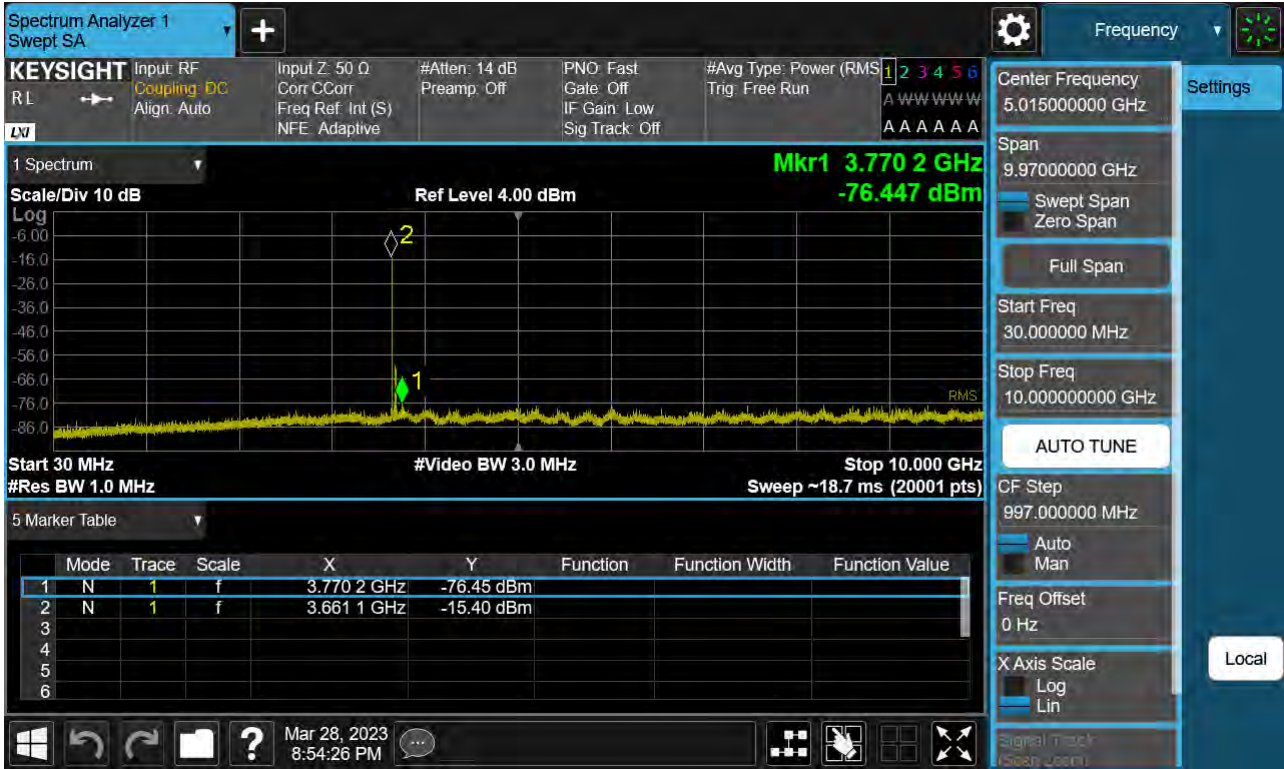 Spectrum Analyzer 1
Swept SA
+
Frequency
KEYSIGHT
RL
LXI
Input: RF
Coupling: DC
Align: Auto
Input Z: 50 Ω
Corr CCorr
Freq Ref: Int (S)
NFE: Adaptive
#Atten: 14 dB
Preamp: Off
PNO: Fast
Gate: Off
IF Gain: Low
Sig Track: Off
#Avg Type: Power (RMS
Trig: Free Run
1 2 3 4 5 6
A W W W W W
A A A A A A
1 Spectrum
Scale/Div 10 dB
Ref Level 4.00 dBm
Mkr1 3.770 2 GHz
-76.447 dBm
Log
-6.00
-16.0
-26.0
-36.0
-46.0
-56.0
-66.0
-76.0
-86.0
2
1
RMS
Start 30 MHz
#Video BW 3.0 MHz
Stop 10.000 GHz
#Res BW 1.0 MHz
Sweep ~18.7 ms (20001 pts)
5 Marker Table
Mode Trace Scale X Y Function Function Width Function Value
1 N 1 f 3.770 2 GHz -76.45 dBm
2 N 1 f 3.661 1 GHz -15.40 dBm
3
4
5
6
?
Mar 28, 2023
8:54:26 PM
Center Frequency
5.015000000 GHz
Settings
Span
9.97000000 GHz
Swept Span
Zero Span
Full Span
Start Freq
30.000000 MHz
Stop Freq
10.000000000 GHz
AUTO TUNE
CF Step
997.000000 MHz
Auto
Man
Freq Offset
0 Hz
X Axis Scale
Log
Lin
Local
Signal Track
(Span Zoom)